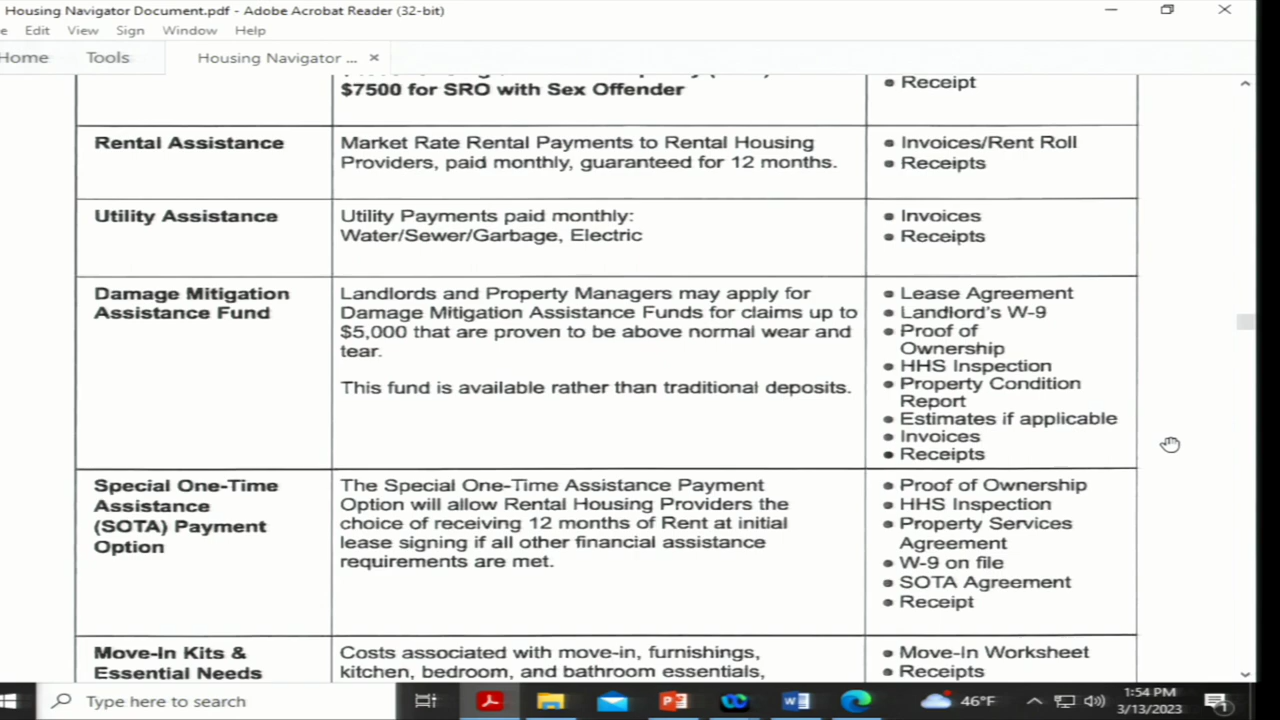 Housing Navigator Document.pdf - Adobe Acrobat Reader (32-bit)
Edit View Sign Window Help
Home Tools Housing Navigator ... ×
$7500 for SRO with Sex Offender
• Receipt
Rental Assistance
Market Rate Rental Payments to Rental Housing
Providers, paid monthly, guaranteed for 12 months.
• Invoices/Rent Roll
• Receipts
Utility Assistance
Utility Payments paid monthly:
Water/Sewer/Garbage, Electric
• Invoices
• Receipts
Damage Mitigation
Assistance Fund
Landlords and Property Managers may apply for
Damage Mitigation Assistance Funds for claims up to
$5,000 that are proven to be above normal wear and
tear.
This fund is available rather than traditional deposits.
• Lease Agreement
• Landlord's W-9
• Proof of
Ownership
• HHS Inspection
• Property Condition
Report
• Estimates if applicable
• Invoices
• Receipts
Special One-Time
Assistance
(SOTA) Payment
Option
The Special One-Time Assistance Payment
Option will allow Rental Housing Providers the
choice of receiving 12 months of Rent at initial
lease signing if all other financial assistance
requirements are met.
• Proof of Ownership
• HHS Inspection
• Property Services
Agreement
• W-9 on file
• SOTA Agreement
• Receipt
Move-In Kits &
Essential Needs
Costs associated with move-in, furnishings,
kitchen, bedroom, and bathroom essentials,
• Move-In Worksheet
• Receipts
Type here to search
46°F
1:54 PM
3/13/2023